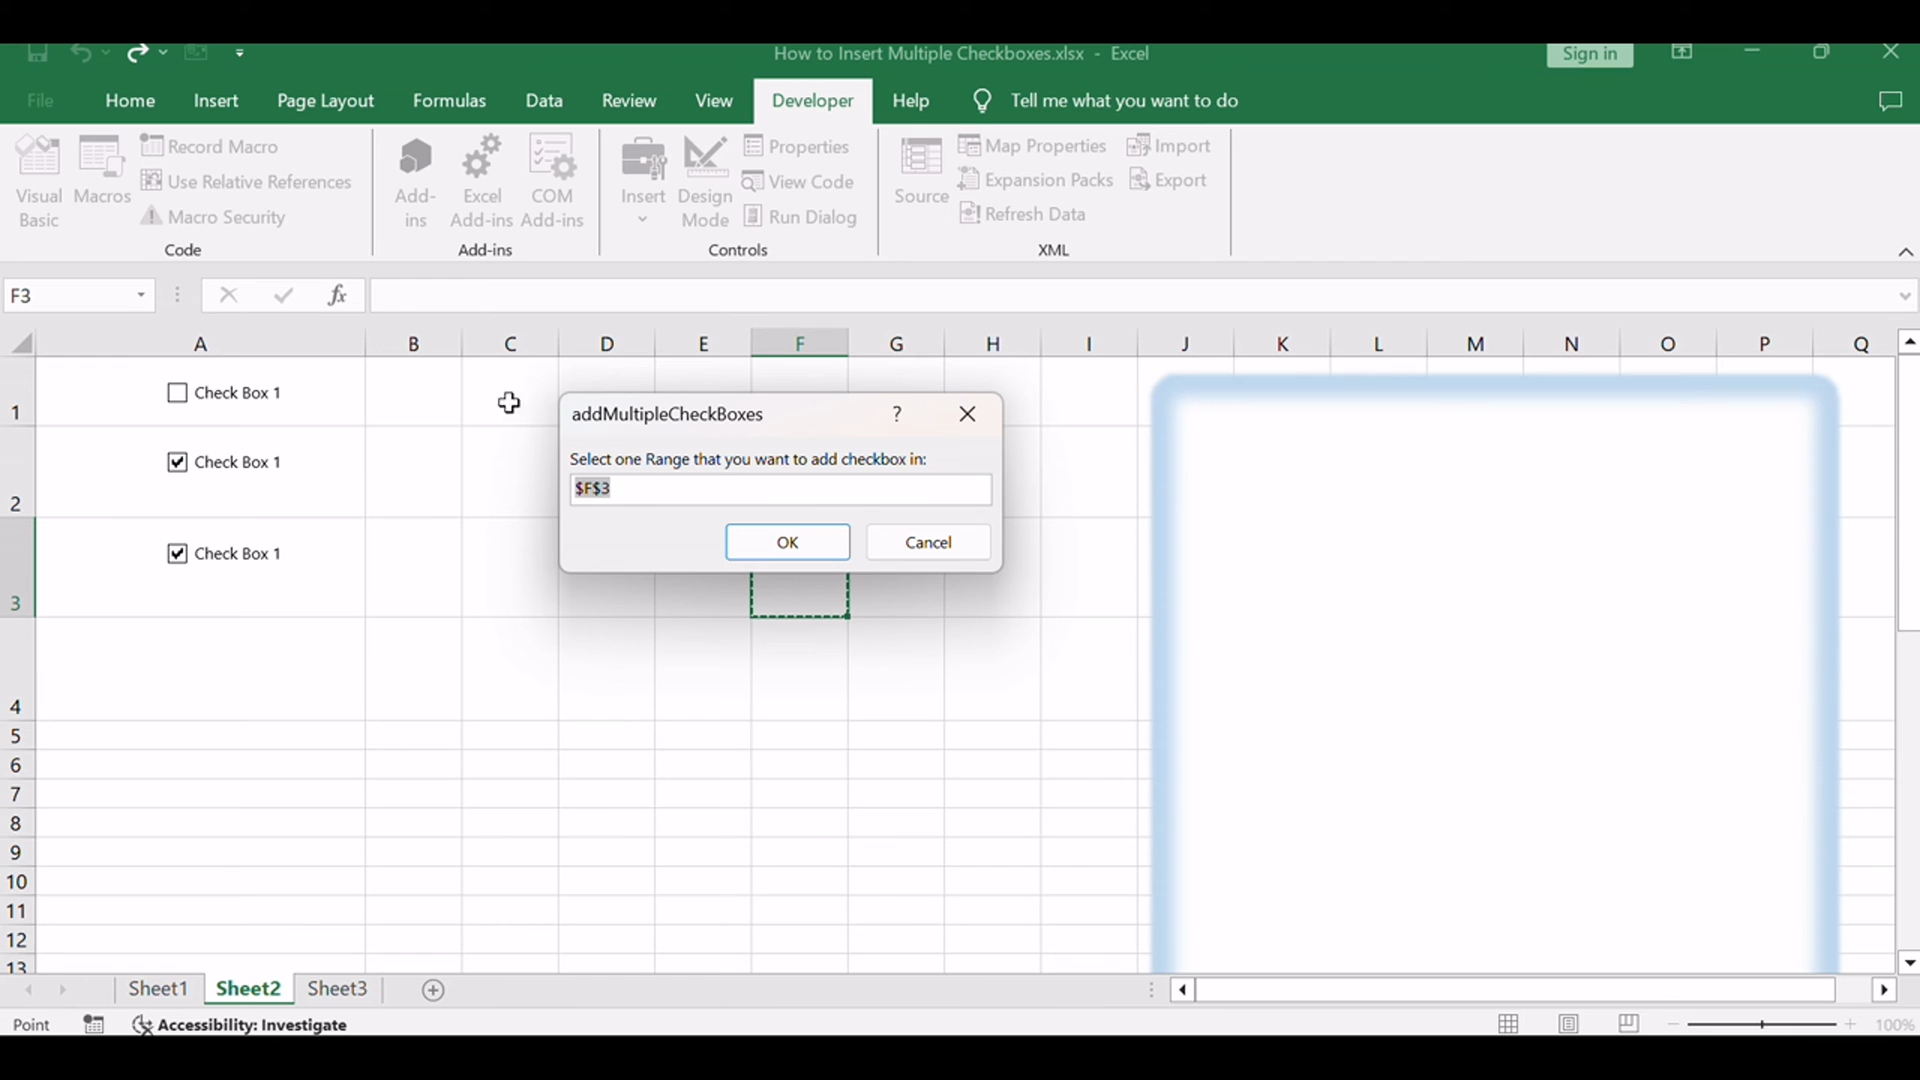 How to Insert Multiple Checkboxes.xlsx - Excel
Sign in
File Home Insert Page Layout Formulas Data Review View Developer Help Tell me what you want to do
Visual Basic
Macros
Record Macro
Use Relative References
Macro Security
Code
Add-ins
Excel Add-ins
COM Add-ins
Add-ins
Insert
Design Mode
Properties
View Code
Run Dialog
Controls
Source
Map Properties
Expansion Packs
Refresh Data
Import
Export
XML
F3
fx
A B C D E F G H I J K L M N O P Q
1 Check Box 1
2 Check Box 1
3 Check Box 1
addMultipleCheckBoxes ?
Select one Range that you want to add checkbox in:
$F$3
OK Cancel
4
5
6
7
8
9
10
11
12
13
Sheet1 Sheet2 Sheet3
Point Accessibility: Investigate 100%